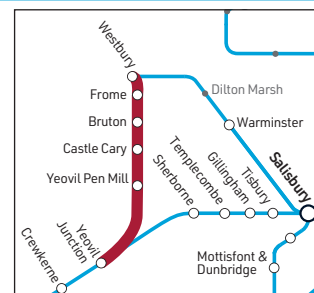 Westbury
Dilton Marsh
Frome
Bruton
Warminster
Castle Cary
Yeovil Pen Mill
Sherborne
Templecombe
Gillingham
Tisbury
Salisbury
Yeovil
Junction
Crewkerne
Mottisfont &
Dunbridge